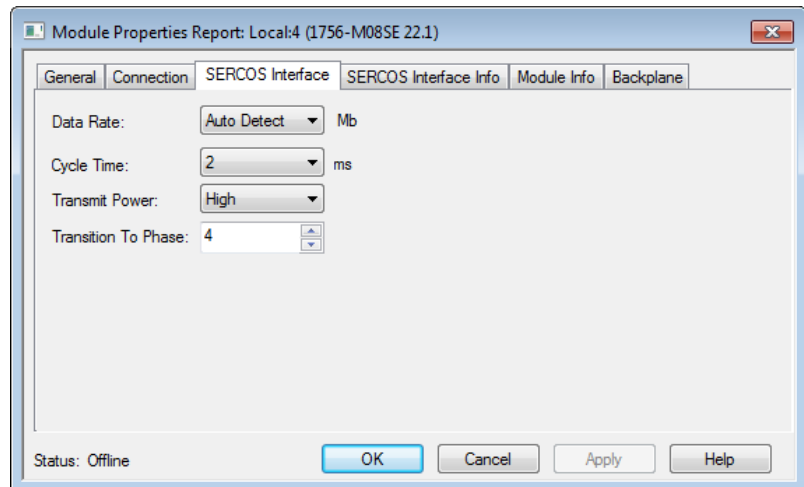 Module Properties Report: Local:4 (1756-M08SE 22.1)
General Connection SERCOS Interface SERCOS Interface Info Module Info Backplane
Data Rate: Auto Detect Mb
Cycle Time: 2 ms
Transmit Power: High
Transition To Phase: 4
Status: Offline OK Cancel Apply Help